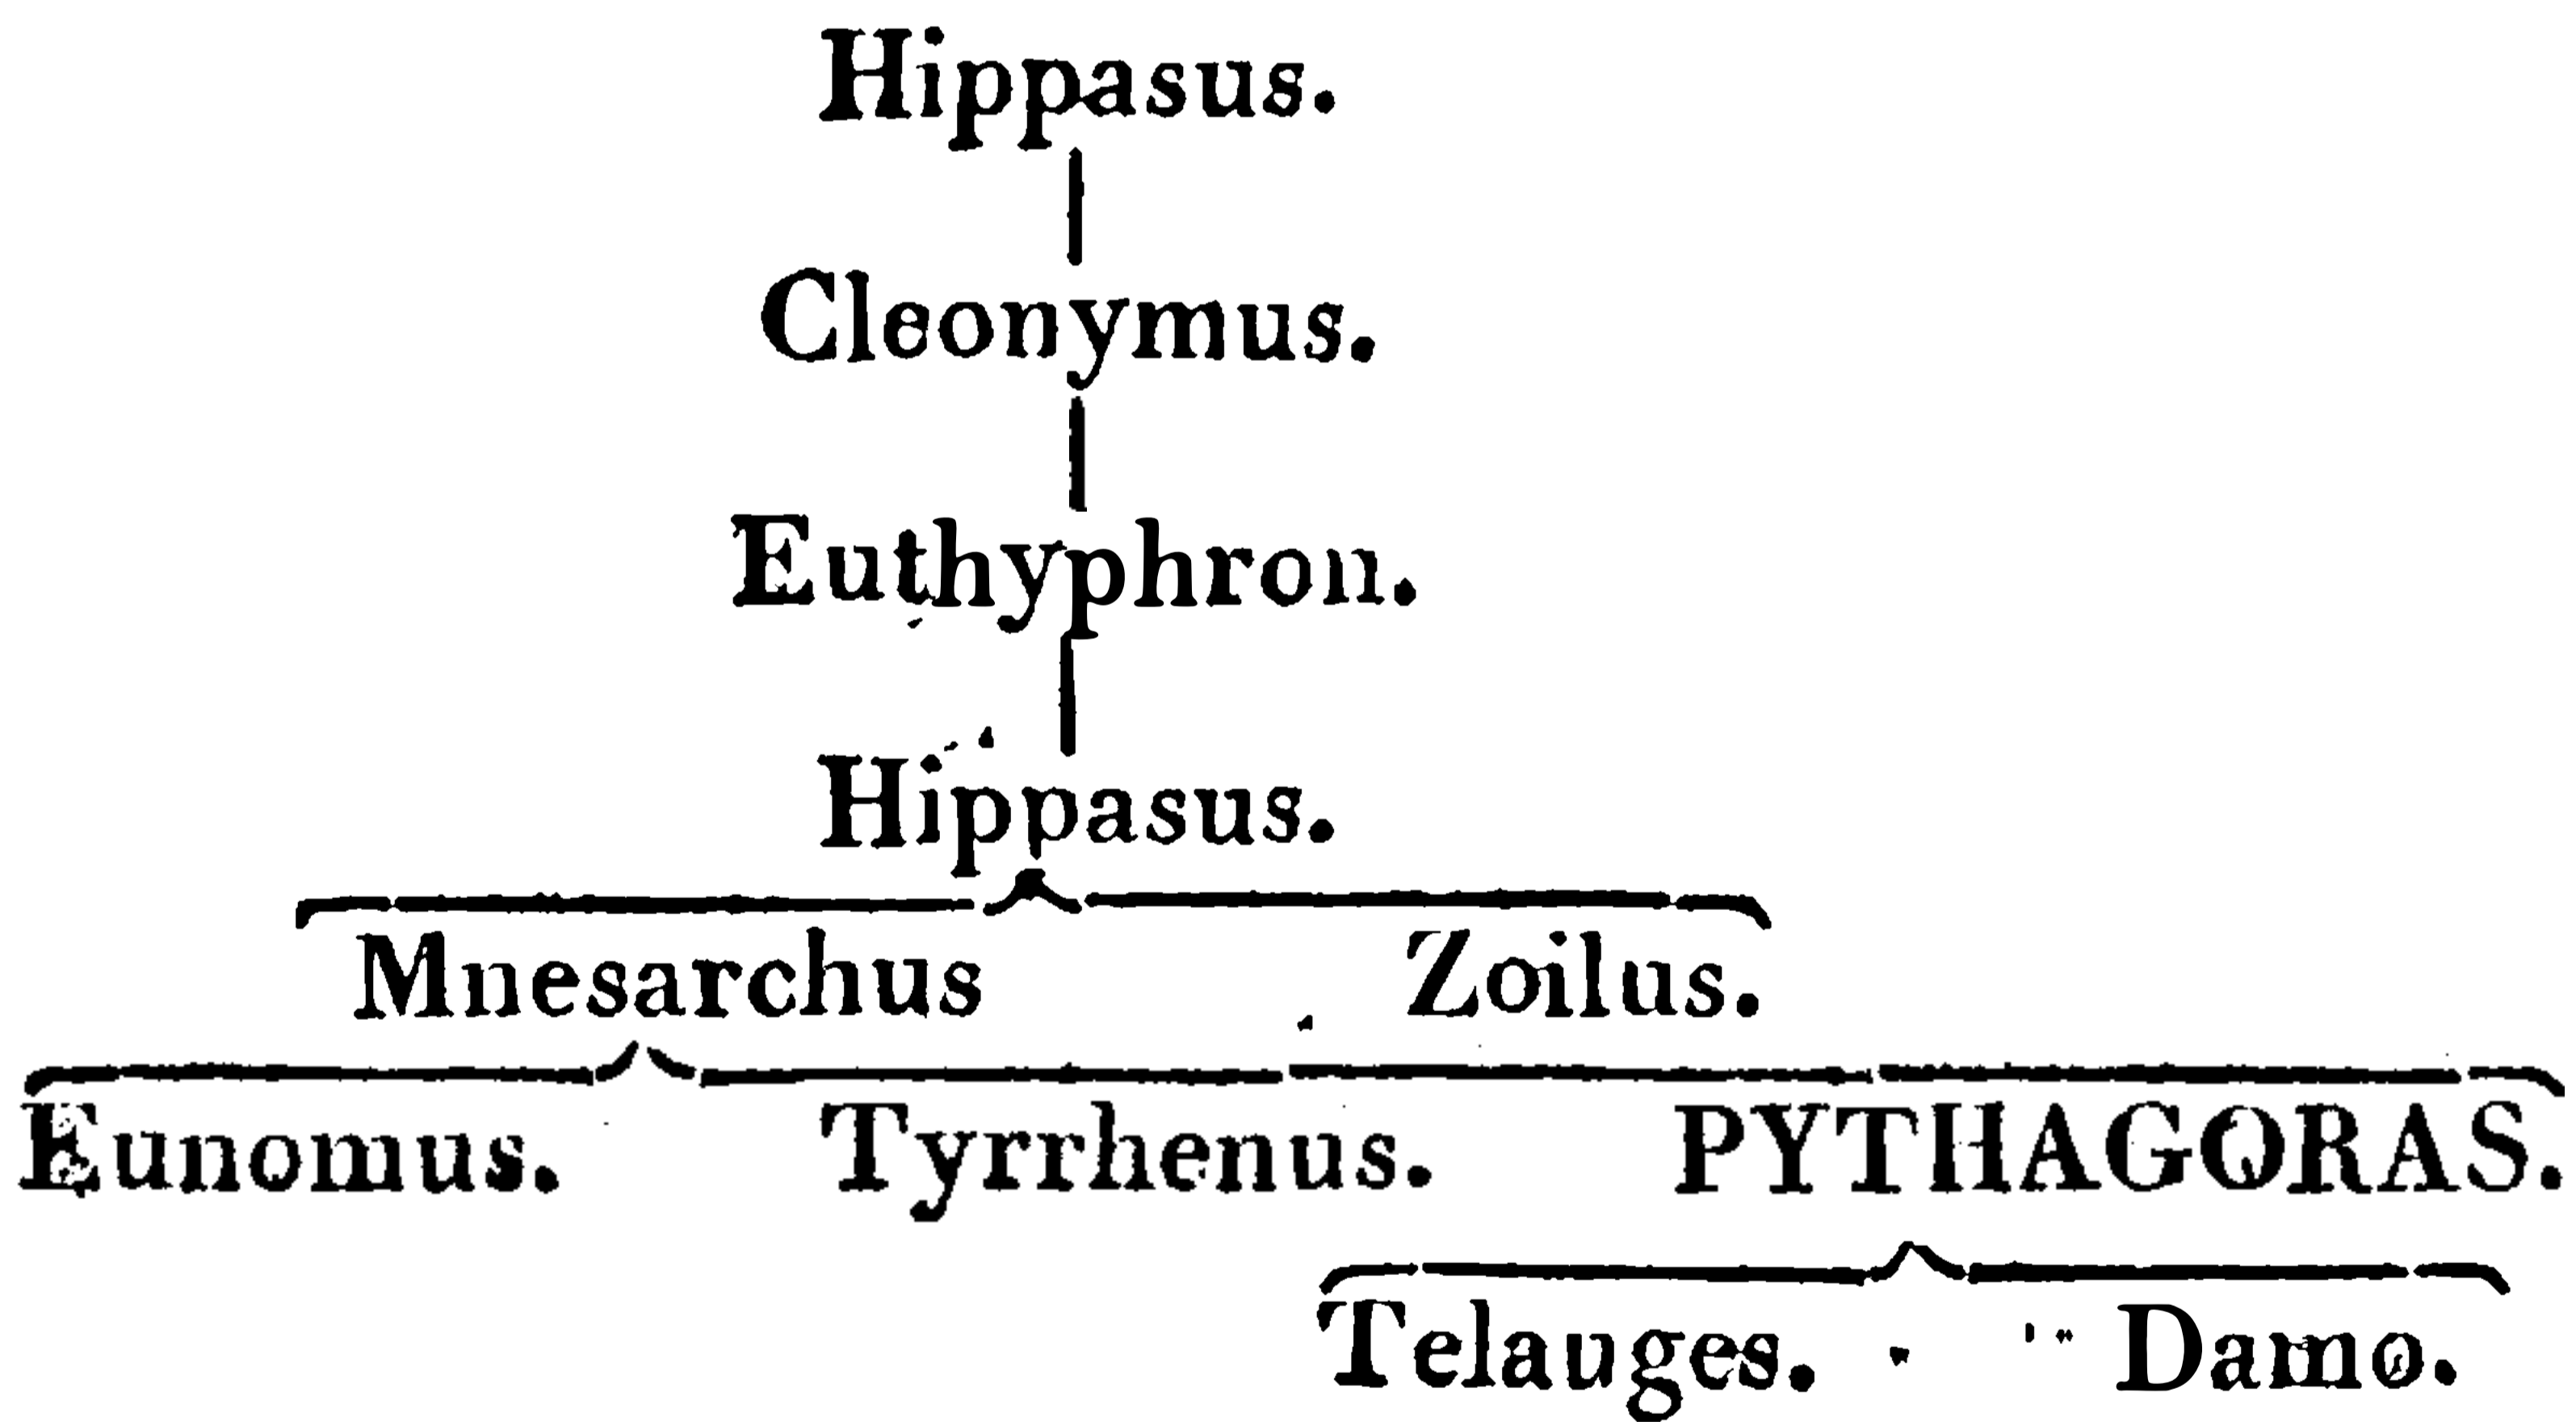 Hippasus.
Cleonymus.
Euthyphron.
Hippasus.
Mnesarchus Zoilus.
Eunomus. Tyrrhenus. PYTHAGORAS.
Telauges. Damo.